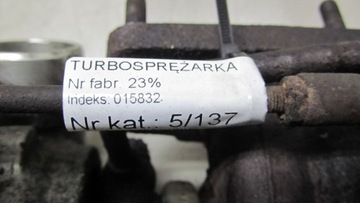 TURBOSPRĘŻARKA
Nr fabr. 23%
Indeks: 015832
Nr kat.: 5/137